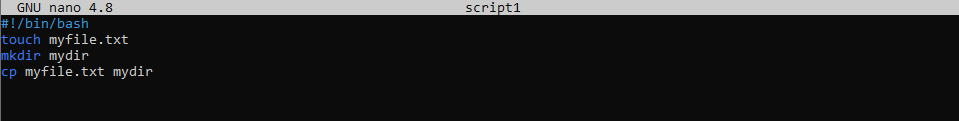 GNU nano 4.8 script1
#!/bin/bash
touch myfile.txt
mkdir mydir
cp myfile.txt mydir